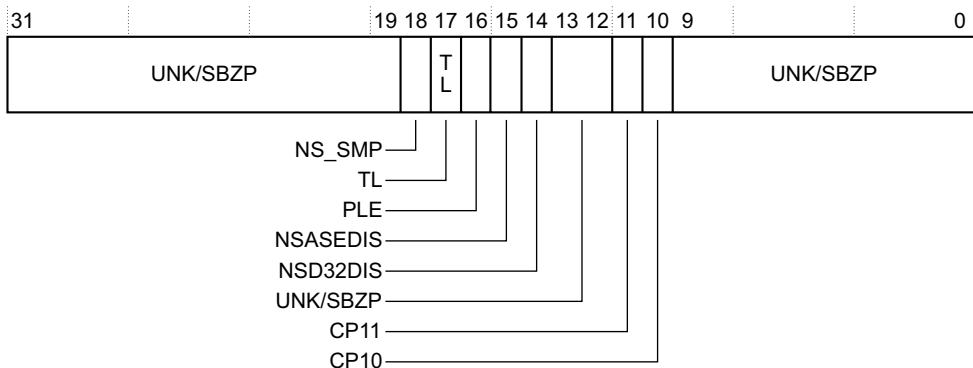 31 19 18 17 16 15 14 13 12 11 10 9 0
UNK/SBZP T L UNK/SBZP
NS_SMP
TL
PLE
NSASEDIS
NSD32DIS
UNK/SBZP
CP11
CP10